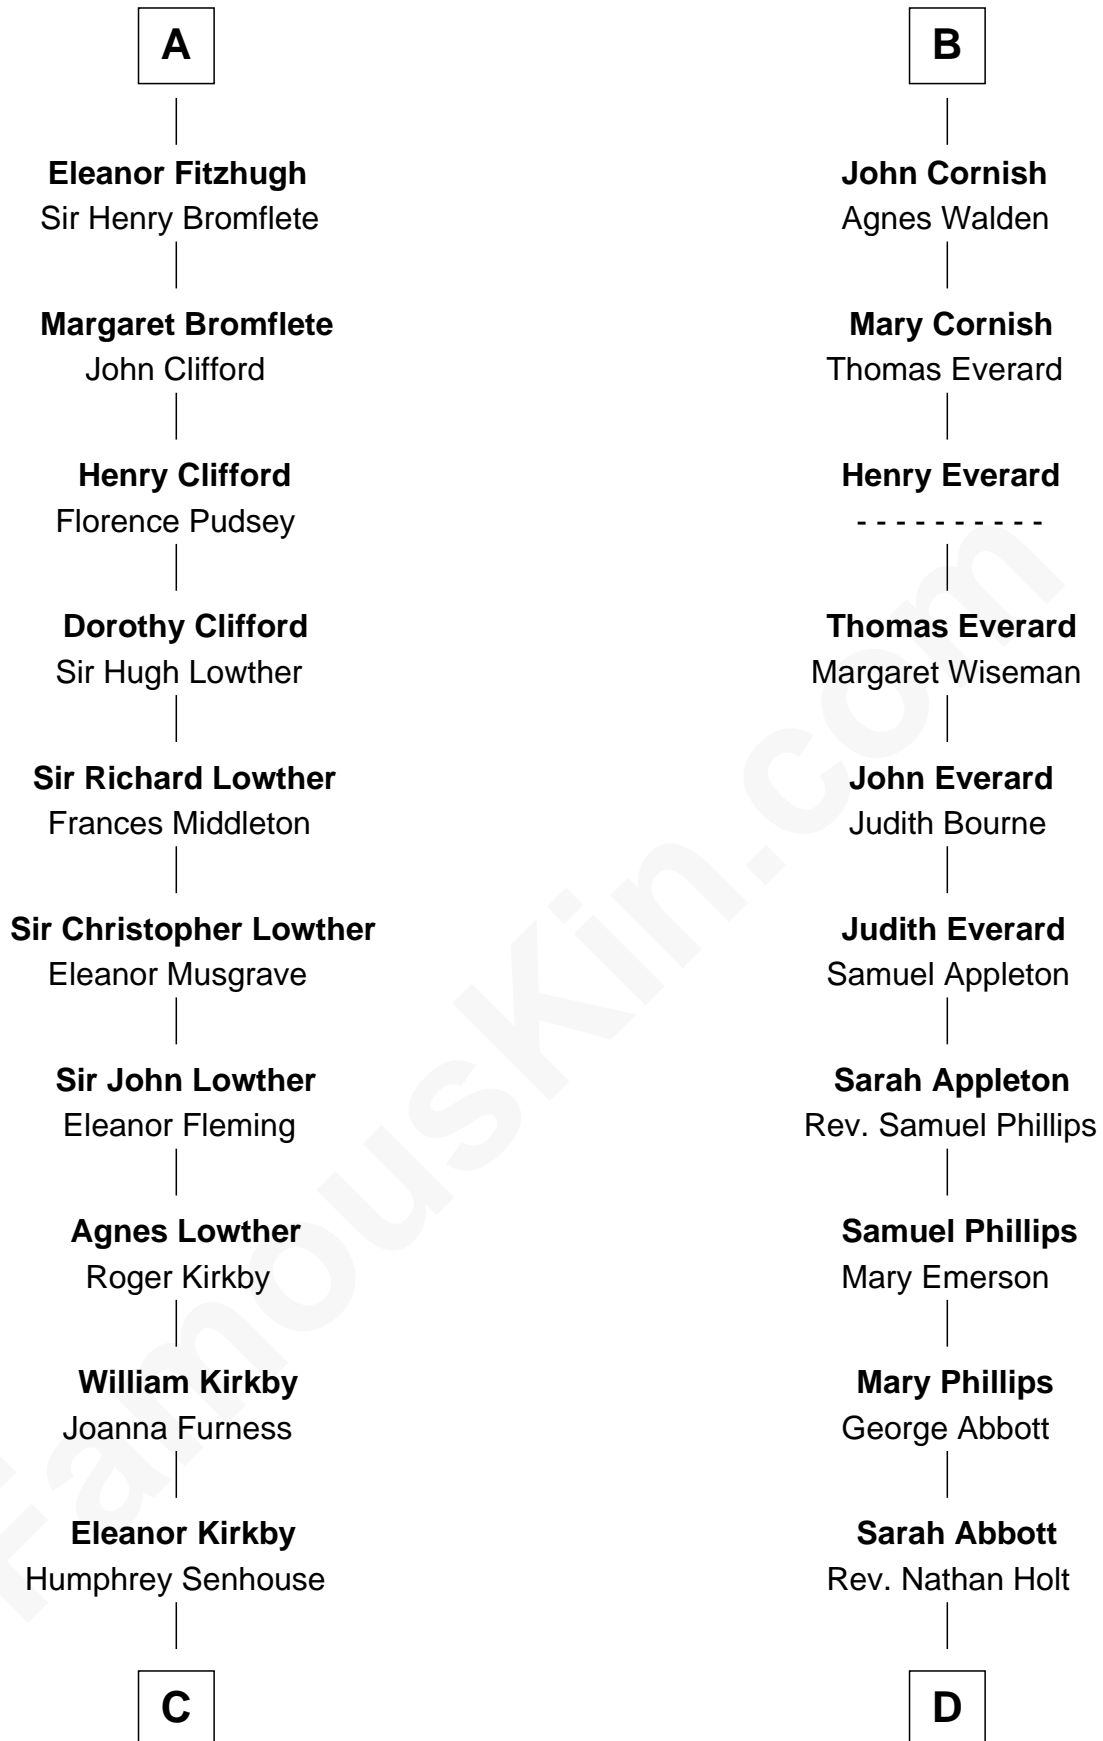 A
Eleanor Fitzhugh
Sir Henry Bromflete
Margaret Bromflete
John Clifford
Henry Clifford
Florence Pudsey
Dorothy Clifford
Sir Hugh Lowther
Sir Richard Lowther
Frances Middleton
Sir Christopher Lowther
Eleanor Musgrave
Sir John Lowther
Eleanor Fleming
Agnes Lowther
Roger Kirkby
William Kirkby
Joanna Furness
Eleanor Kirkby
Humphrey Senhouse
C
B
John Cornish
Agnes Walden
Mary Cornish
Thomas Everard
Henry Everard
- - - - - - - - - -
Thomas Everard
Margaret Wiseman
John Everard
Judith Bourne
Judith Everard
Samuel Appleton
Sarah Appleton
Rev. Samuel Phillips
Samuel Phillips
Mary Emerson
Mary Phillips
George Abbott
Sarah Abbott
Rev. Nathan Holt
D
FamousKin.com